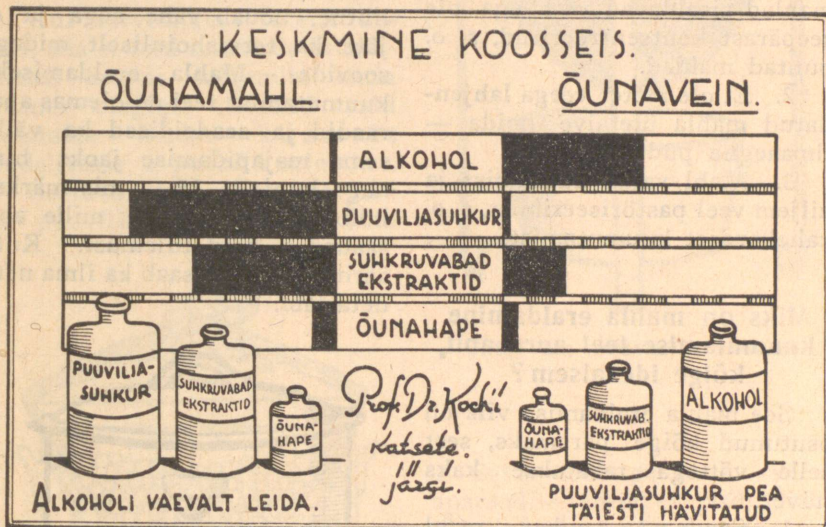 KESKMINE KOOSSEIS.
ÕUNAMAHL.
ÕUNAVEIN.
ALKOHOL
PUUVILJASUHKUR
SUHKRUVABAD
EKSTRAKTID
ÕUNAHAPE
PUUVILJA-
SUHKUR
SUHKRUVABAD
EKSTRAKTID
ÕUNA-
HAPE
Prof. Dr. Kochi
Katsete
järgi.
ÕUNA-
HAPE
SUHKRUVAB.
EKSTRAKTID
ALKOHOL
ALKOHOLI VAEVALT LEIDA.
PUUVILJASUHKUR PEA
TÄIESTI HÄVITATUD